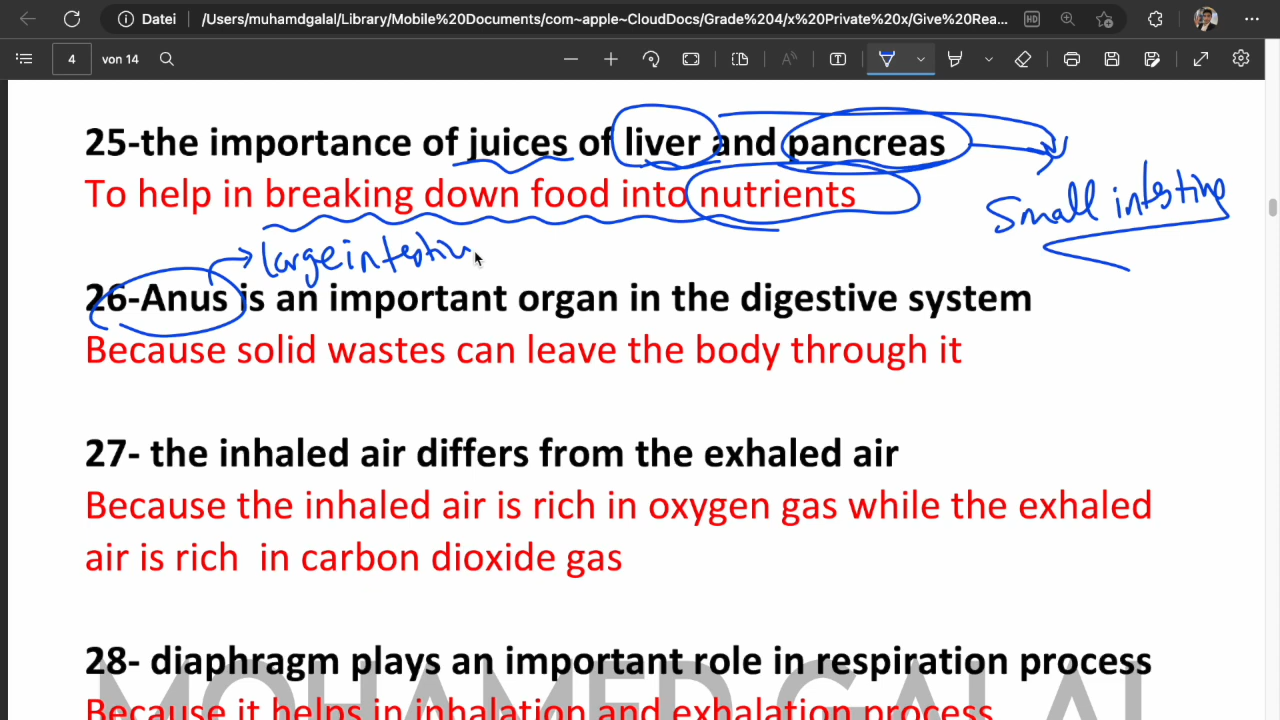 Datei
/Users/muhamdgalal/Library/Mobile%20Documents/com~apple~CloudDocs/Grade%204/x%20Private%20x/Give%20Rea...
HD
4 von 14
25-the importance of juices of liver and pancreas
To help in breaking down food into nutrients
Small intestine
large intestin
26-Anus is an important organ in the digestive system
Because solid wastes can leave the body through it
27- the inhaled air differs from the exhaled air
Because the inhaled air is rich in oxygen gas while the exhaled
air is rich in carbon dioxide gas
28- diaphragm plays an important role in respiration process
MOHAMED GALAL
Because it helps in inhalation and exhalation process